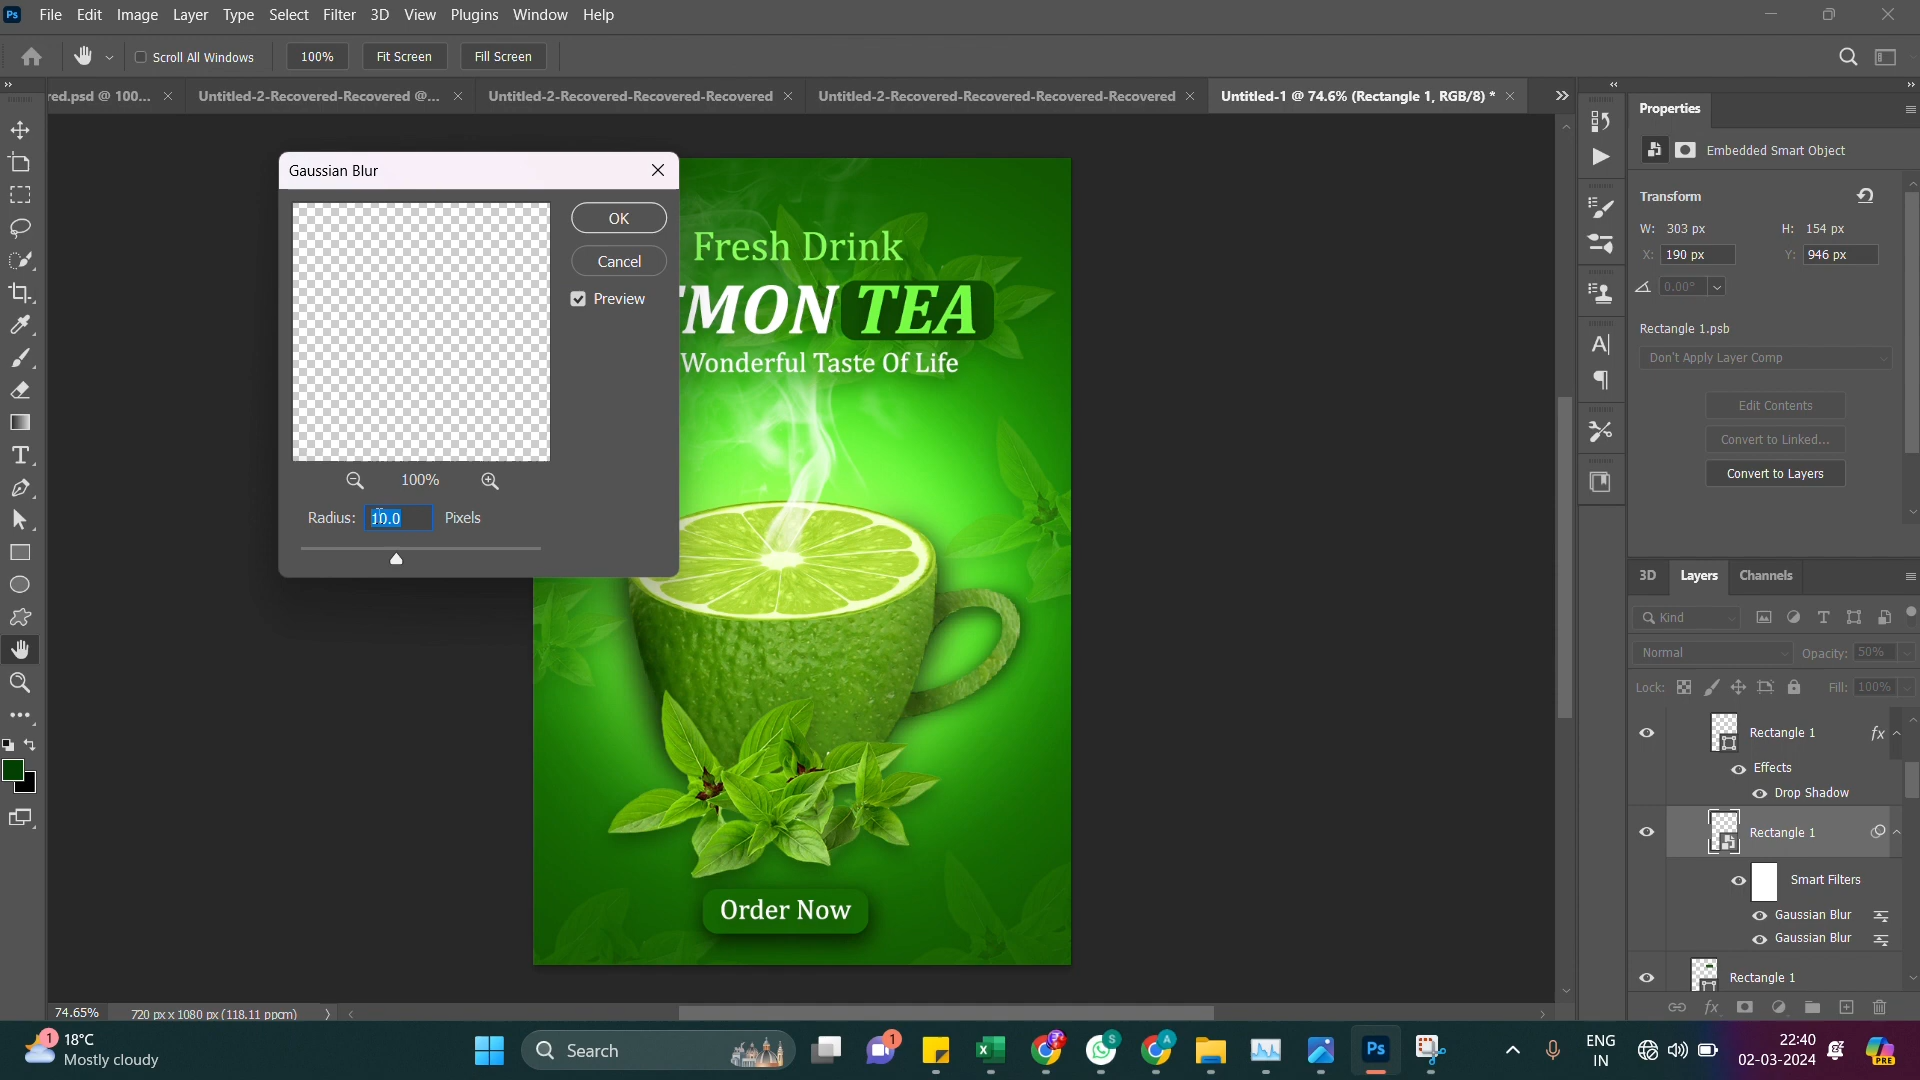 Ps File Edit Image Layer Type Select Filter 3D View Plugins Window Help
Scroll All Windows 100% Fit Screen Fill Screen
red.psd @ 100... Untitled-2-Recovered-Recovered @... Untitled-2-Recovered-Recovered-Recovered Untitled-2-Recovered-Recovered-Recovered-Recovered Untitled-1 @ 74.6% (Rectangle 1, RGB/8) *
Gaussian Blur
OK
Cancel
Preview
100%
Radius: 10.0 Pixels
Fresh Drink
MON TEA
Wonderful Taste Of Life
Order Now
Properties
Embedded Smart Object
Transform
W: 303 px H: 154 px
X: 190 px Y: 946 px
0.00°
Rectangle 1.psb
Don't Apply Layer Comp
Edit Contents
Convert to Linked...
Convert to Layers
3D Layers Channels
Kind
Normal Opacity: 50%
Lock: Fill: 100%
Rectangle 1 fx
Effects
Drop Shadow
Rectangle 1
Smart Filters
Gaussian Blur
Gaussian Blur
Rectangle 1
fx
74.65% 720 px x 1080 px (118.11 ppcm)
1 18°C
Mostly cloudy
Search
1
S
A
Ps
ENG
IN
22:40
02-03-2024
PRE